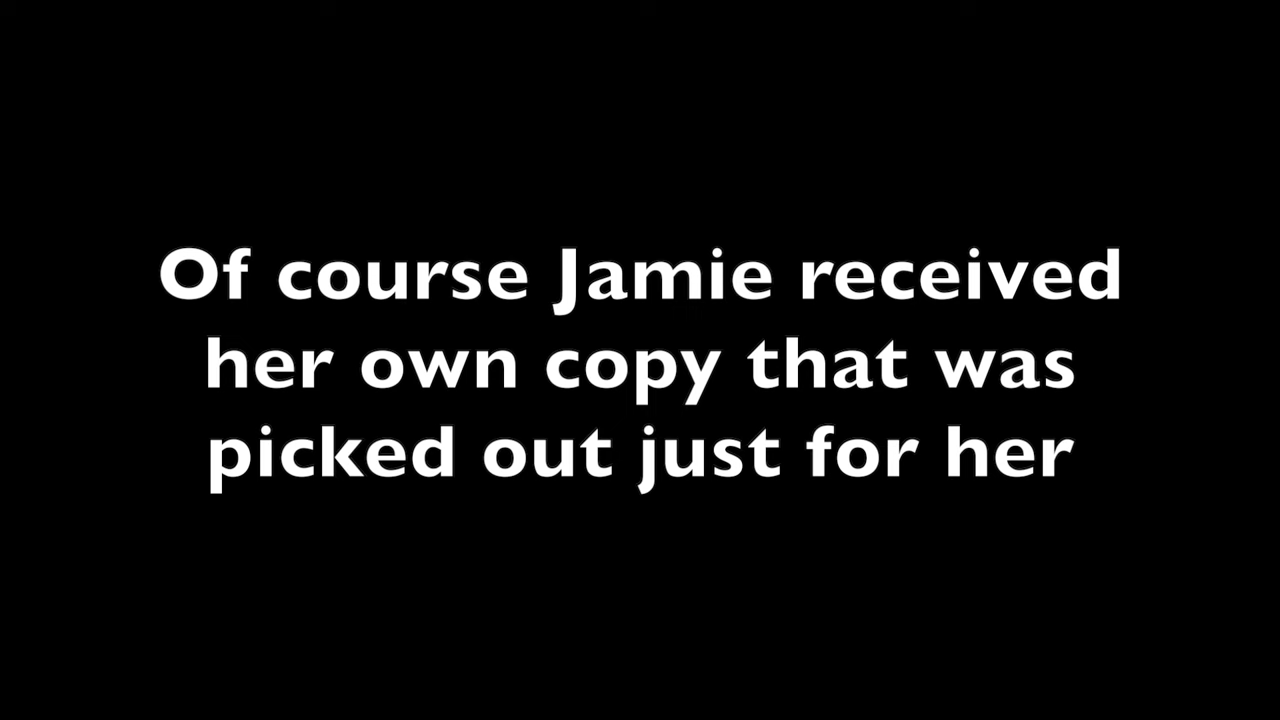 Of course Jamie received
her own copy that was
picked out just for her